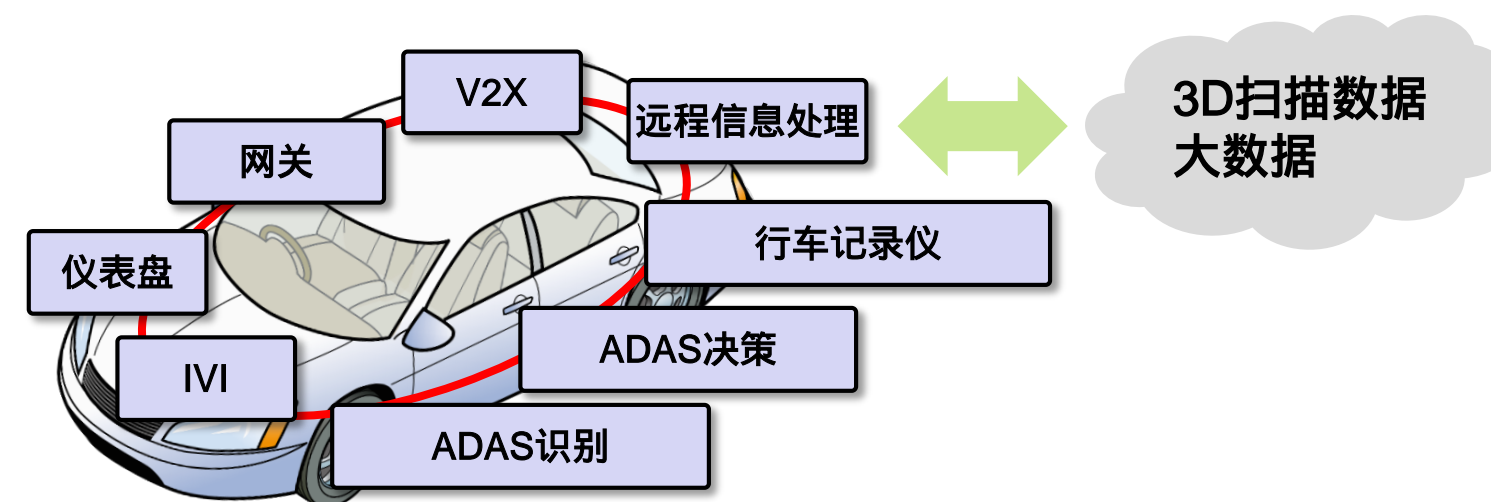 V2X
远程信息处理
3D扫描数据
大数据
网关
行车记录仪
仪表盘
ADAS决策
IVI
ADAS识别